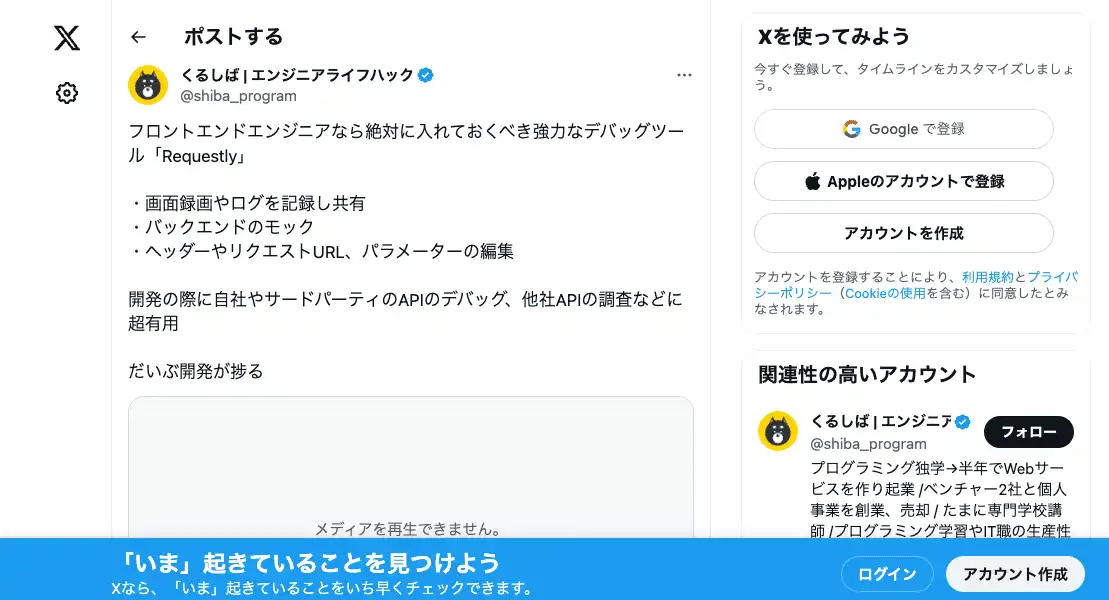 ポストする
くるしば | エンジニアライフハック
@shiba_program
フロントエンドエンジニアなら絶対に入れておくべき強力なデバッグツー
ル「Requestly」
・画面録画やログを記録し共有
・バックエンドのモック
・ヘッダーやリクエストURL、パラメーターの編集
開発の際に自社やサードパーティのAPIのデバッグ、他社APIの調査などに
超有用
だいぶ開発が捗る
メディアを再生できません。
Xを使ってみよう
今すぐ登録して、タイムラインをカスタマイズしましょ
う。
Google で登録
Appleのアカウントで登録
アカウントを作成
アカウントを登録することにより、利用規約とプライバ
シーポリシー（Cookieの使用を含む）に同意したとみ
なされます。
関連性の高いアカウント
くるしば | エンジニア
@shiba_program
フォロー
プログラミング独学→半年でWebサー
ビスを作り起業 /ベンチャー2社と個人
事業を創業、売却 / たまに専門学校講
師 /プログラミング学習やIT職の生産性
「いま」起きていることを見つけよう
Xなら、「いま」起きていることをいち早くチェックできます。
ログイン
アカウント作成